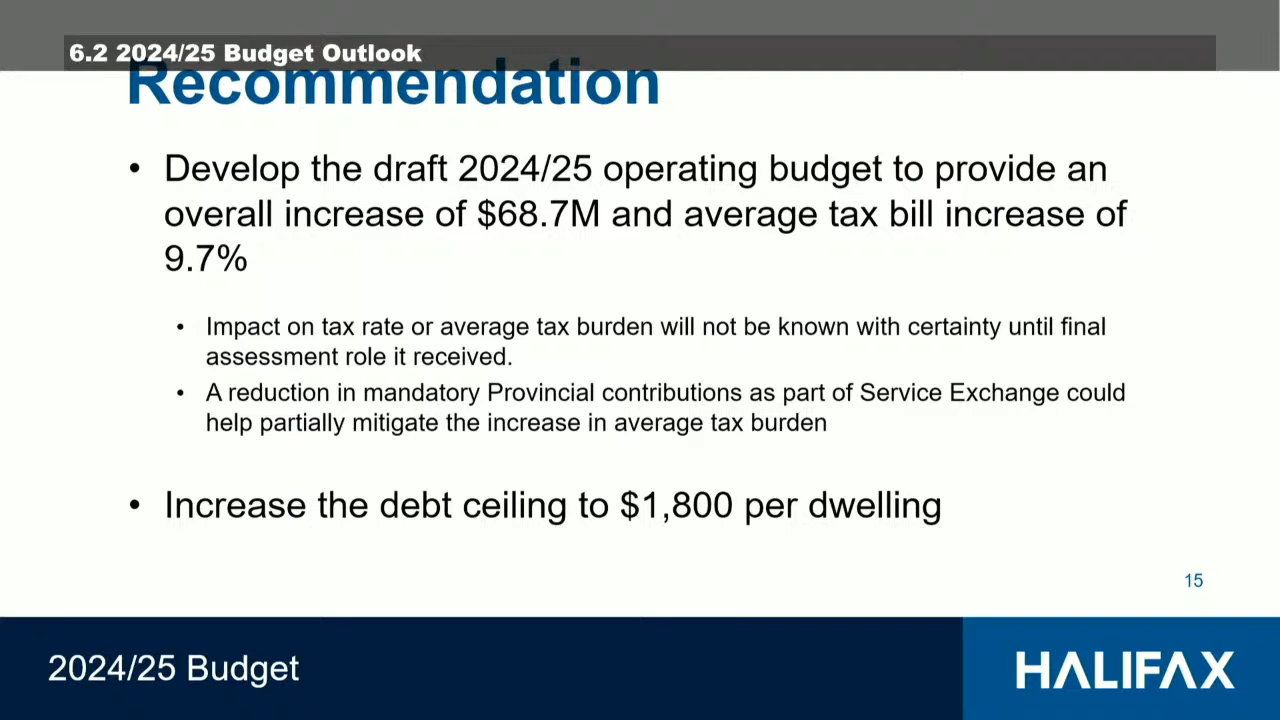 6.2 2024/25 Budget Outlook
Recommendation
• Develop the draft 2024/25 operating budget to provide an
overall increase of $68.7M and average tax bill increase of
9.7%
• Impact on tax rate or average tax burden will not be known with certainty until final
assessment role it received.
• A reduction in mandatory Provincial contributions as part of Service Exchange could
help partially mitigate the increase in average tax burden
• Increase the debt ceiling to $1,800 per dwelling
15
2024/25 Budget
HALIFAX